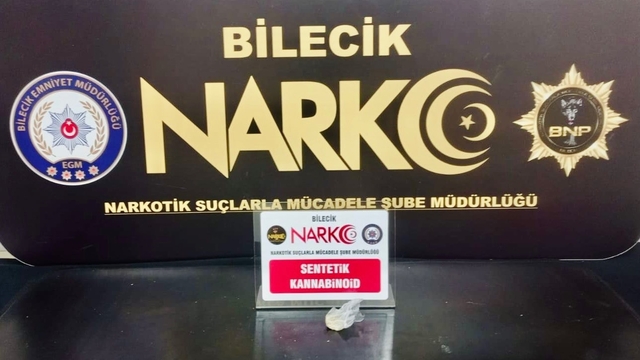 BİLECİK
BİLECİK EMNİYET MÜDÜRLÜĞÜ
EGM
NARKO
BNP
NARKOTİK SUÇLARLA MÜCADELE ŞUBE MÜDÜRLÜĞÜ
BİLECİK
NARKO
NARKOTİK SUÇLARLA MÜCADELE ŞUBE MÜDÜRLÜĞÜ
SENTETİK
KANNABİNOİD